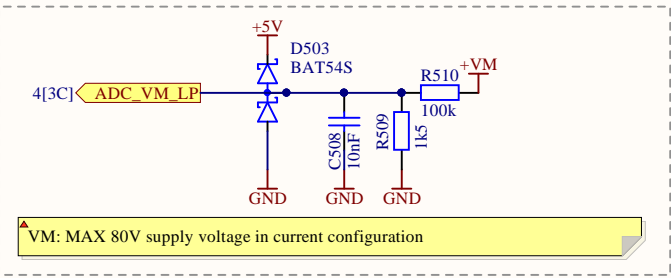 +5V
D503
BAT54S
4[3C]
ADC_VM_LP
R510
+VM
100k
C508
10nF
R509
1k5
GND
GND
GND
VM: MAX 80V supply voltage in current configuration